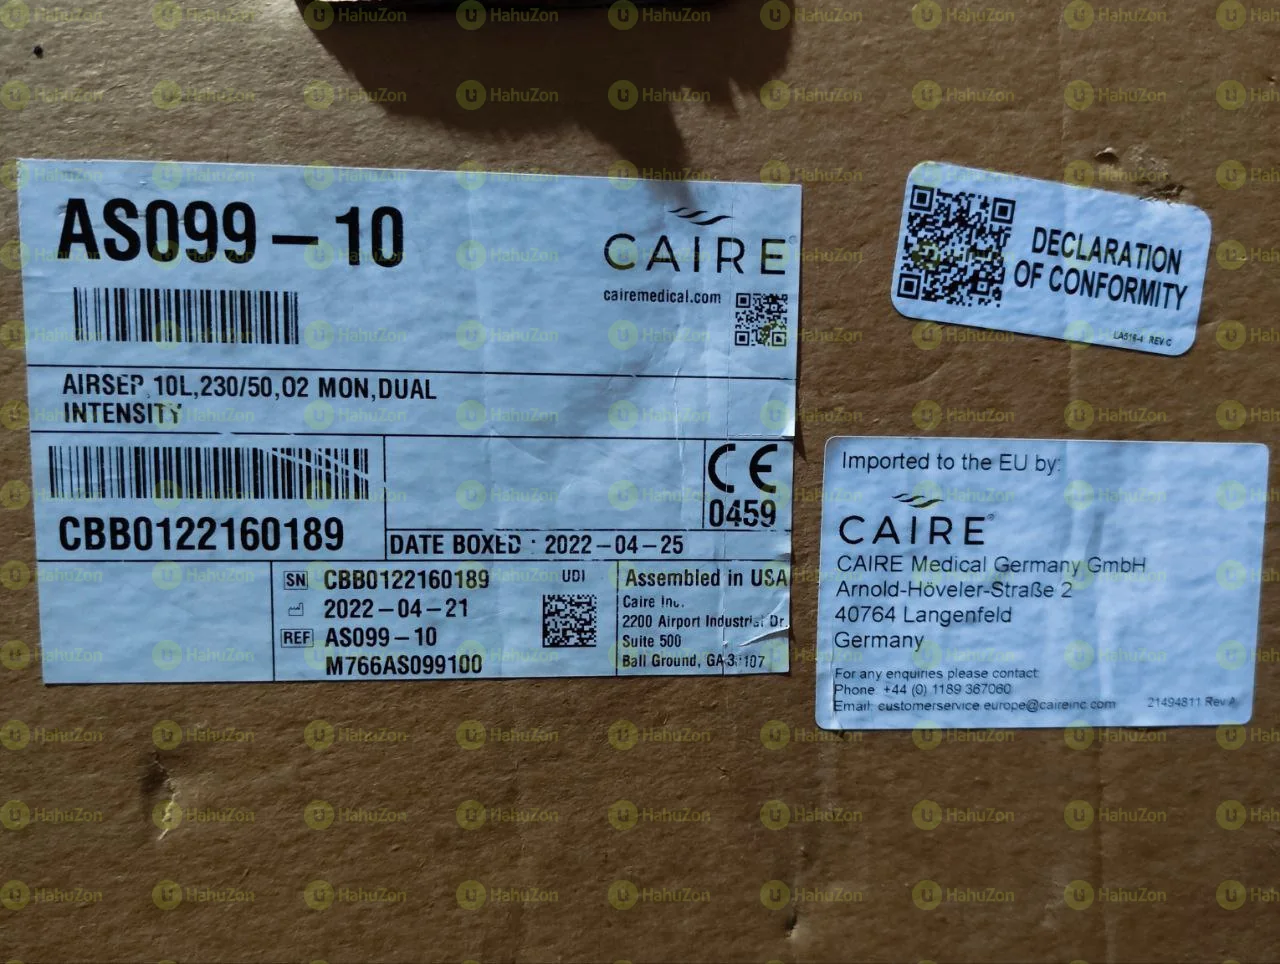 AS099-10
CAIRE
cairemedical.com
AIRSEP 10L,230/50,O2 MON,DUAL
INTENSITY
CBB0122160189
CE
0459
DATE BOXED : 2022-04-25
SN CBB0122160189
2022-04-21
REF AS099-10
M766AS099100
UDI
Assembled in USA
Caire Inc.
2200 Airport Industrial Dr.
Suite 500
Ball Ground, GA 30107
DECLARATION
OF CONFORMITY
LA516-4 REV C
Imported to the EU by:
CAIRE®
CAIRE Medical Germany GmbH
Arnold-Höveler-Straße 2
40764 Langenfeld
Germany
For any enquiries please contact:
Phone: +44 (0) 1189 367060
Email: customerservice.europe@caireinc.com
21494811 Rev A
HahuZon